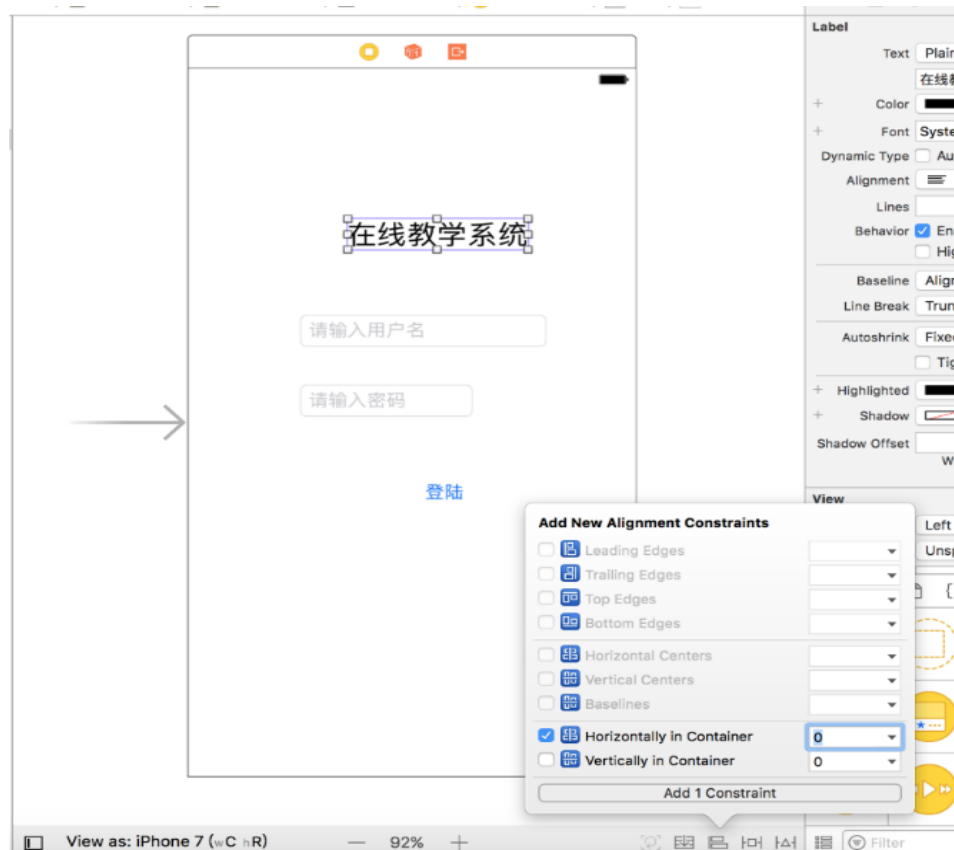 在线教学系统
请输入用户名
请输入密码
登陆
Add New Alignment Constraints
Leading Edges
Trailing Edges
Top Edges
Bottom Edges
Horizontal Centers
Vertical Centers
Baselines
Horizontally in Container 0
Vertically in Container 0
Add 1 Constraint
View as: iPhone 7 (wC hR)
— 92% +
Label
Text Plain
在线
+ Color
+ Font Syste
Dynamic Type Au
Alignment
Lines
Behavior En
Hig
Baseline Align
Line Break Trun
Autoshrink Fixed
Tig
+ Highlighted
+ Shadow
Shadow Offset
W
View
Left
Unsp
{
Filter